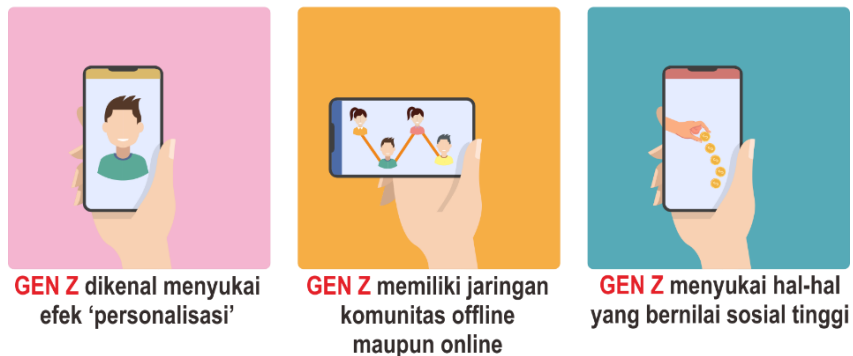 GEN Z dikenal menyukai
efek ‘personalisasi’
GEN Z memiliki jaringan
komunitas offline
maupun online
GEN Z menyukai hal-hal
yang bernilai sosial tinggi